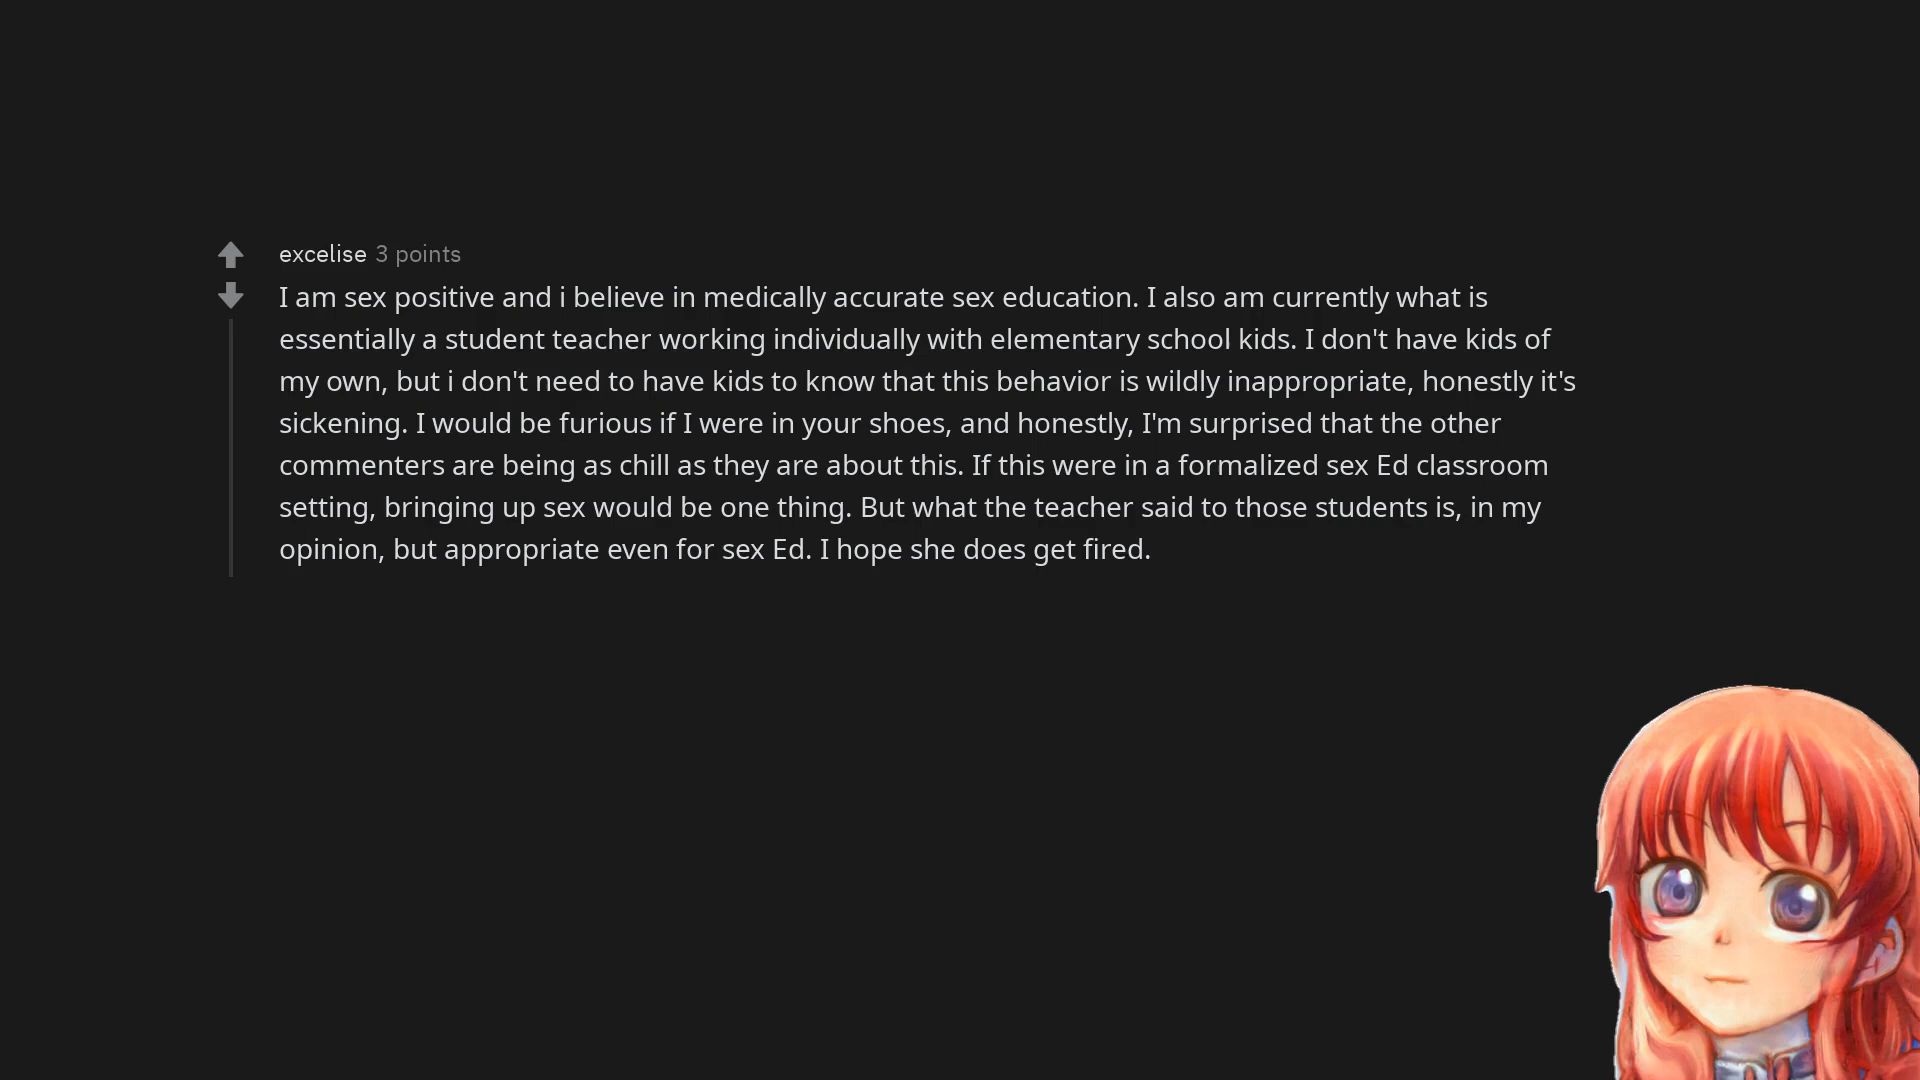 excelise 3 points
I am sex positive and i believe in medically accurate sex education. I also am currently what is
essentially a student teacher working individually with elementary school kids. I don't have kids of
my own, but i don't need to have kids to know that this behavior is wildly inappropriate, honestly it's
sickening. I would be furious if I were in your shoes, and honestly, I'm surprised that the other
commenters are being as chill as they are about this. If this were in a formalized sex Ed classroom
setting, bringing up sex would be one thing. But what the teacher said to those students is, in my
opinion, but appropriate even for sex Ed. I hope she does get fired.